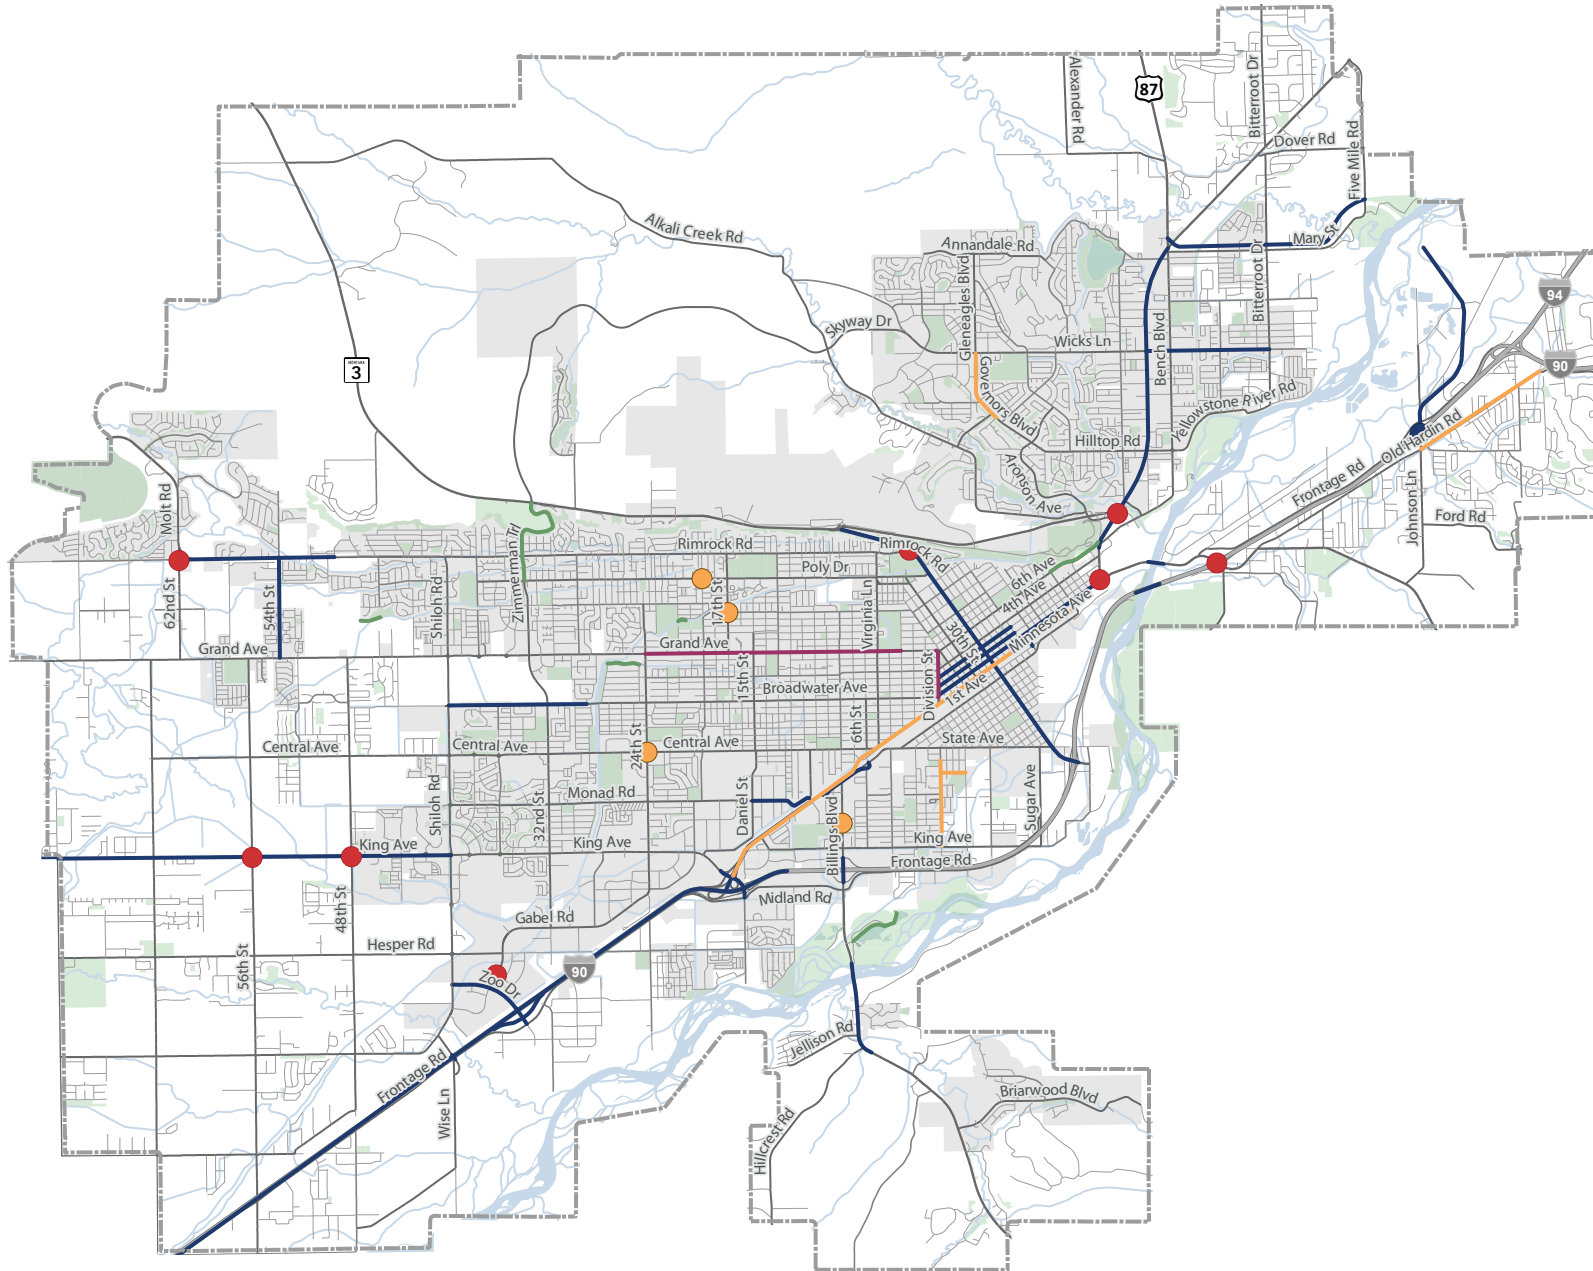 Alexander Rd
87
Bitterroot Dr
Dover Rd
Five Mile Rd
Alkali Creek Rd
Annandale Rd
Mary St
Gleneagles Blvd
Bitterroot Dr
94
Skyway Dr
Wicks Ln
Bench Blvd
MONTANA
3
90
Governors Blvd
Yellowstone River Rd
Hilltop Rd
Old Hardin Rd
Aronson Ave
Frontage Rd
Molt Rd
Johnson Ln
Ford Rd
Zimmerman Trl
Rimrock Rd
Rimrock Rd
Poly Dr
6th Ave
4th Ave
62nd St
54th St
Shiloh Rd
17th St
Virginia Ln
Minnesota Ave
30th St
Grand Ave
Grand Ave
15th St
Broadwater Ave
Division St
1st Ave
6th St
State Ave
Central Ave
Central Ave
24th St
Central Ave
Shiloh Rd
32nd St
Monad Rd
Daniel St
Billings Blvd
Sugar Ave
King Ave
King Ave
King Ave
Frontage Rd
48th St
Midland Rd
Gabel Rd
Hesper Rd
56th St
90
Zoo Dr
Jellison Rd
Frontage Rd
Wise Ln
Briarwood Blvd
Hillcrest Rd